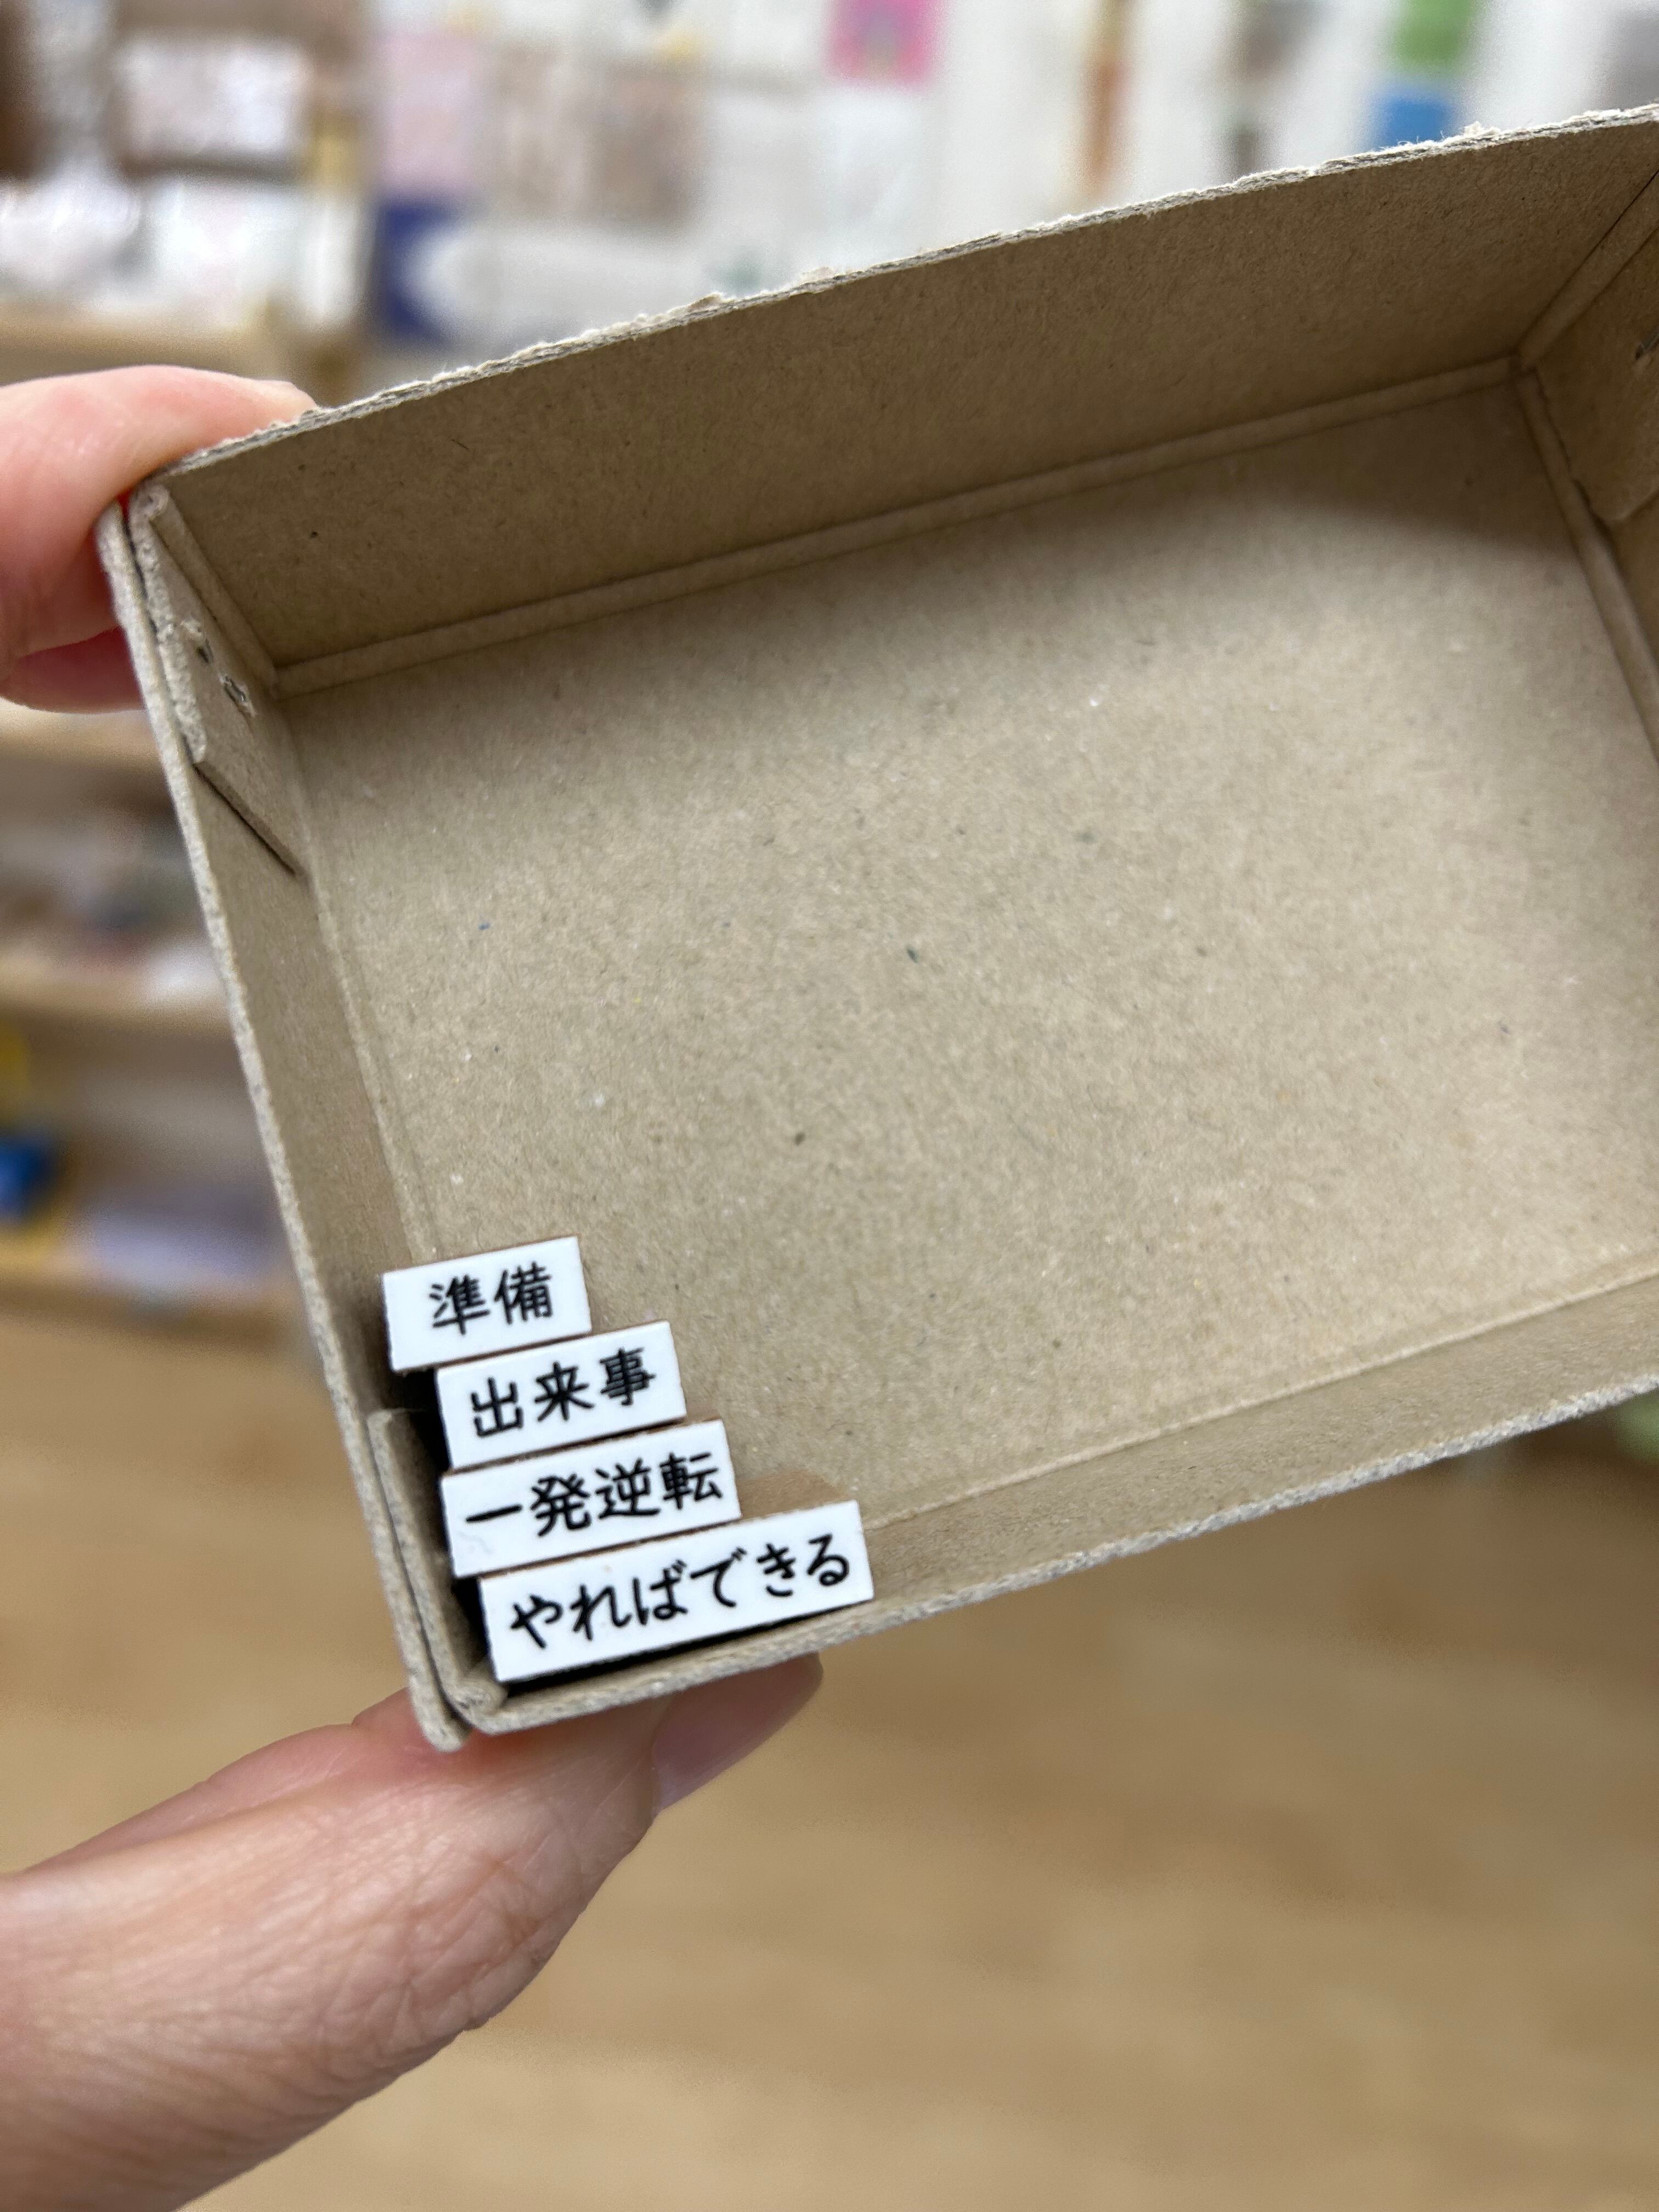 準備
出来事
一発逆転
やればできる